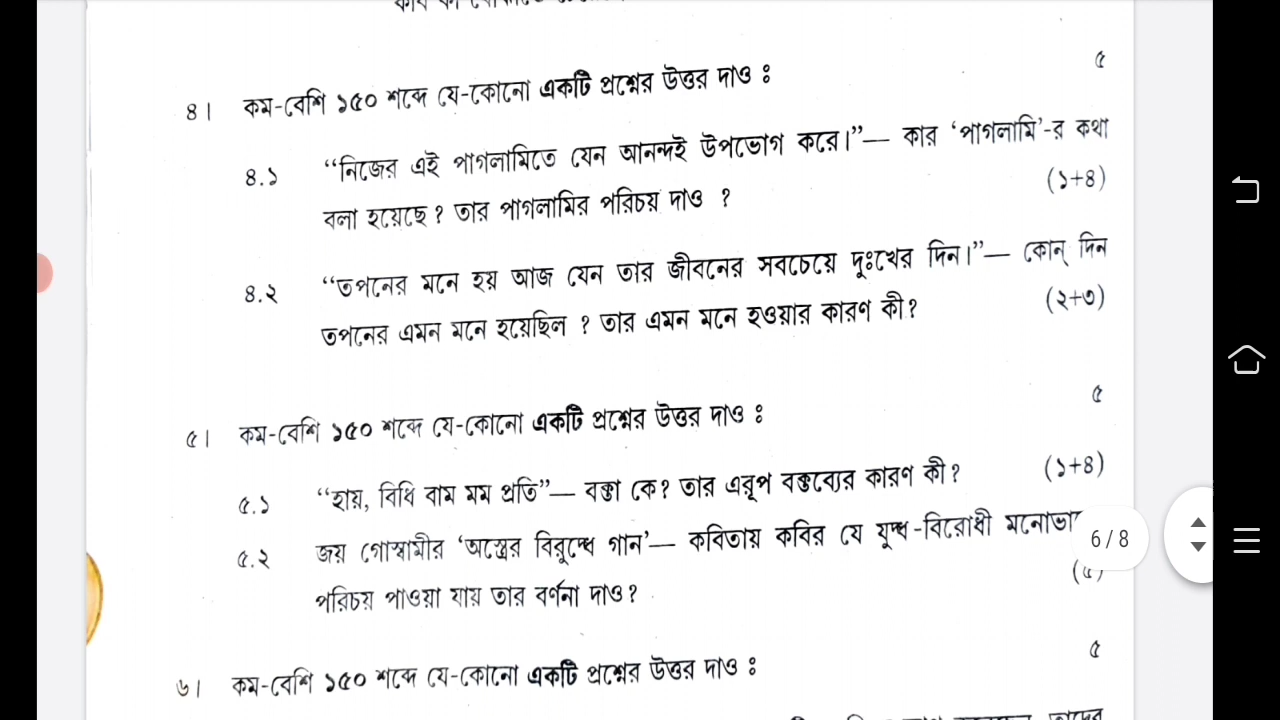 ৪। কম-বেশি ১৫০ শব্দে যে-কোনো একটি প্রশ্নের উত্তর দাও ঃ ৫
৪.১ “নিজের এই পাগলামিতে যেন আনন্দই উপভোগ করে।”— কার ‘পাগলামি’-র কথা
বলা হয়েছে? তার পাগলামির পরিচয় দাও ? (১+৪)
৪.২ “তপনের মনে হয় আজ যেন তার জীবনের সবচেয়ে দুঃখের দিন।”— কোন্ দিন
তপনের এমন মনে হয়েছিল ? তার এমন মনে হওয়ার কারণ কী? (২+৩)
৫। কম-বেশি ১৫০ শব্দে যে-কোনো একটি প্রশ্নের উত্তর দাও ঃ ৫
৫.১ “হায়, বিধি বাম মম প্রতি”— বক্তা কে? তার এরূপ বক্তব্যের কারণ কী? (১+৪)
৫.২ জয় গোস্বামীর ‘অস্ত্রের বিরুদ্ধে গান’— কবিতায় কবির যে যুদ্ধ-বিরোধী
6/8
পরিচয় পাওয়া যায় তার বর্ণনা দাও? (৫)
৬। কম-বেশি ১৫০ শব্দে যে-কোনো একটি প্রশ্নের উত্তর দাও ঃ ৫